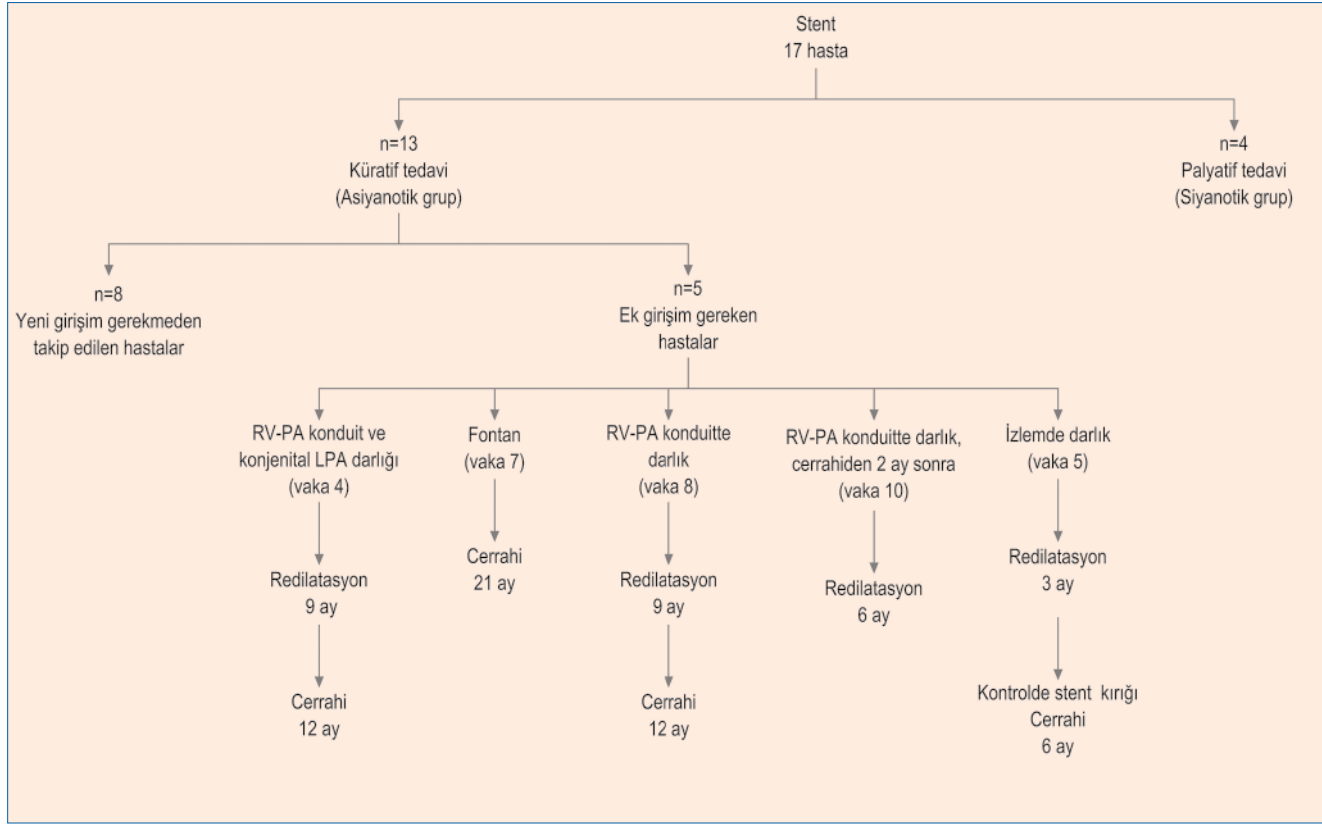 Stent
17 hasta
n=13
Küratif tedavi
(Asiyanotik grup)
n=4
Palyatif tedavi
(Siyanotik grup)
n=8
Yeni girişim gerekmeden
takip edilen hastalar
n=5
Ek girişim gereken
hastalar
RV-PA konduit ve
konjenital LPA darlığı
(vaka 4)
Redilatasyon
9 ay
Cerrahi
12 ay
Fontan
(vaka 7)
Cerrahi
21 ay
RV-PA konduitte
darlık
(vaka 8)
Redilatasyon
9 ay
Cerrahi
12 ay
RV-PA konduitte darlık,
cerrahiden 2 ay sonra
(vaka 10)
Redilatasyon
6 ay
İzlemde darlık
(vaka 5)
Redilatasyon
3 ay
Kontrolde stent kırığı
Cerrahi
6 ay